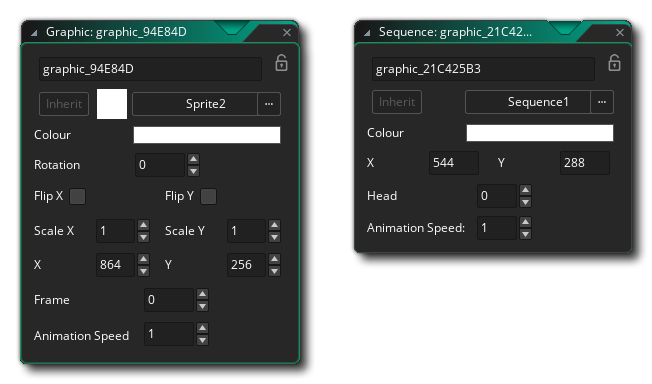 Graphic: graphic_94E84D
graphic_94E84D
Inherit Sprite2 ...
Colour
Rotation 0
Flip X Flip Y
Scale X 1 Scale Y 1
X 864 Y 256
Frame 0
Animation Speed 1
Sequence: graphic_21C42...
graphic_21C425B3
Inherit Sequence1 ...
Colour
X 544 Y 288
Head 0
Animation Speed: 1